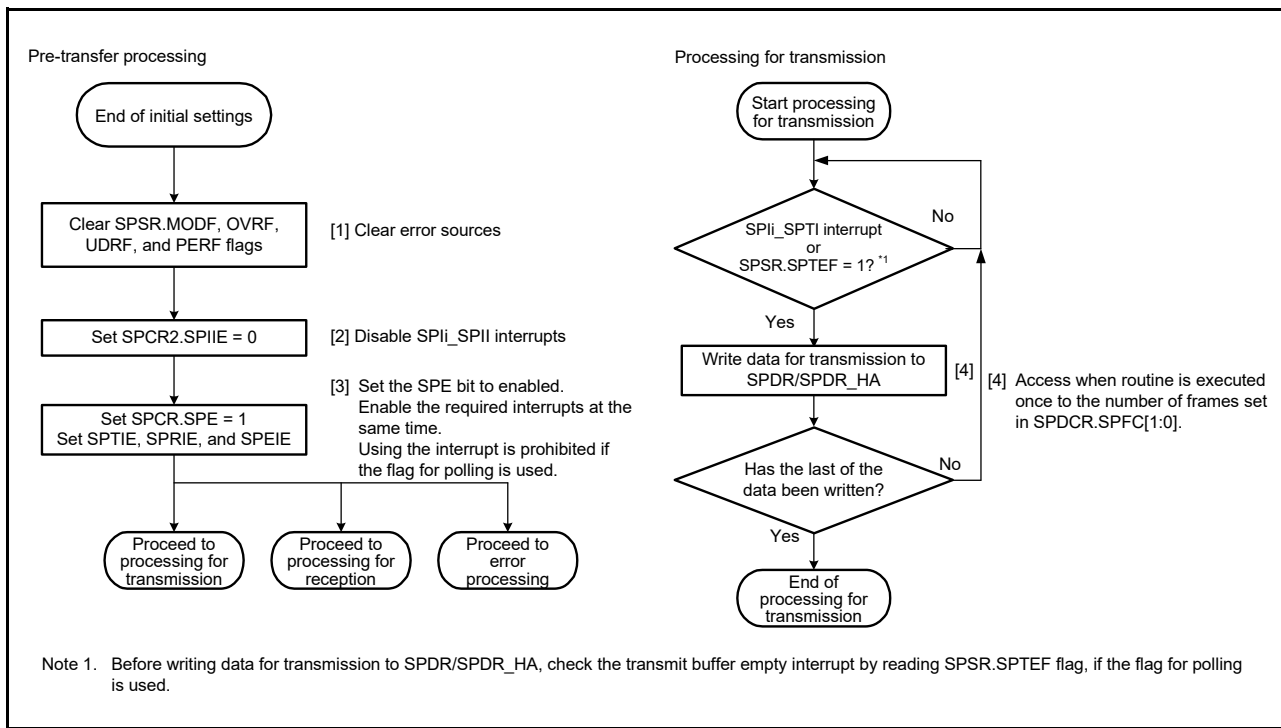 Pre-transfer processing
End of initial settings
Clear SPSR.MODF, OVRF,
UDRF, and PERF flags
[1] Clear error sources
Set SPCR2.SPIIE = 0
[2] Disable SPIi_SPII interrupts
Set SPCR.SPE = 1
Set SPTIE, SPRIE, and SPEIE
[3] Set the SPE bit to enabled.
Enable the required interrupts at the
same time.
Using the interrupt is prohibited if
the flag for polling is used.
Proceed to
processing for
transmission
Proceed to
processing for
reception
Proceed to
error
processing
Processing for transmission
Start processing
for transmission
SPIi_SPTI interrupt
or
SPSR.SPTEF = 1? *1
No
Yes
Write data for transmission to
SPDR/SPDR_HA
[4]
[4] Access when routine is executed
once to the number of frames set
in SPDCR.SPFC[1:0].
Has the last of the
data been written?
No
Yes
End of
processing for
transmission
Note 1. Before writing data for transmission to SPDR/SPDR_HA, check the transmit buffer empty interrupt by reading SPSR.SPTEF flag, if the flag for polling
is used.